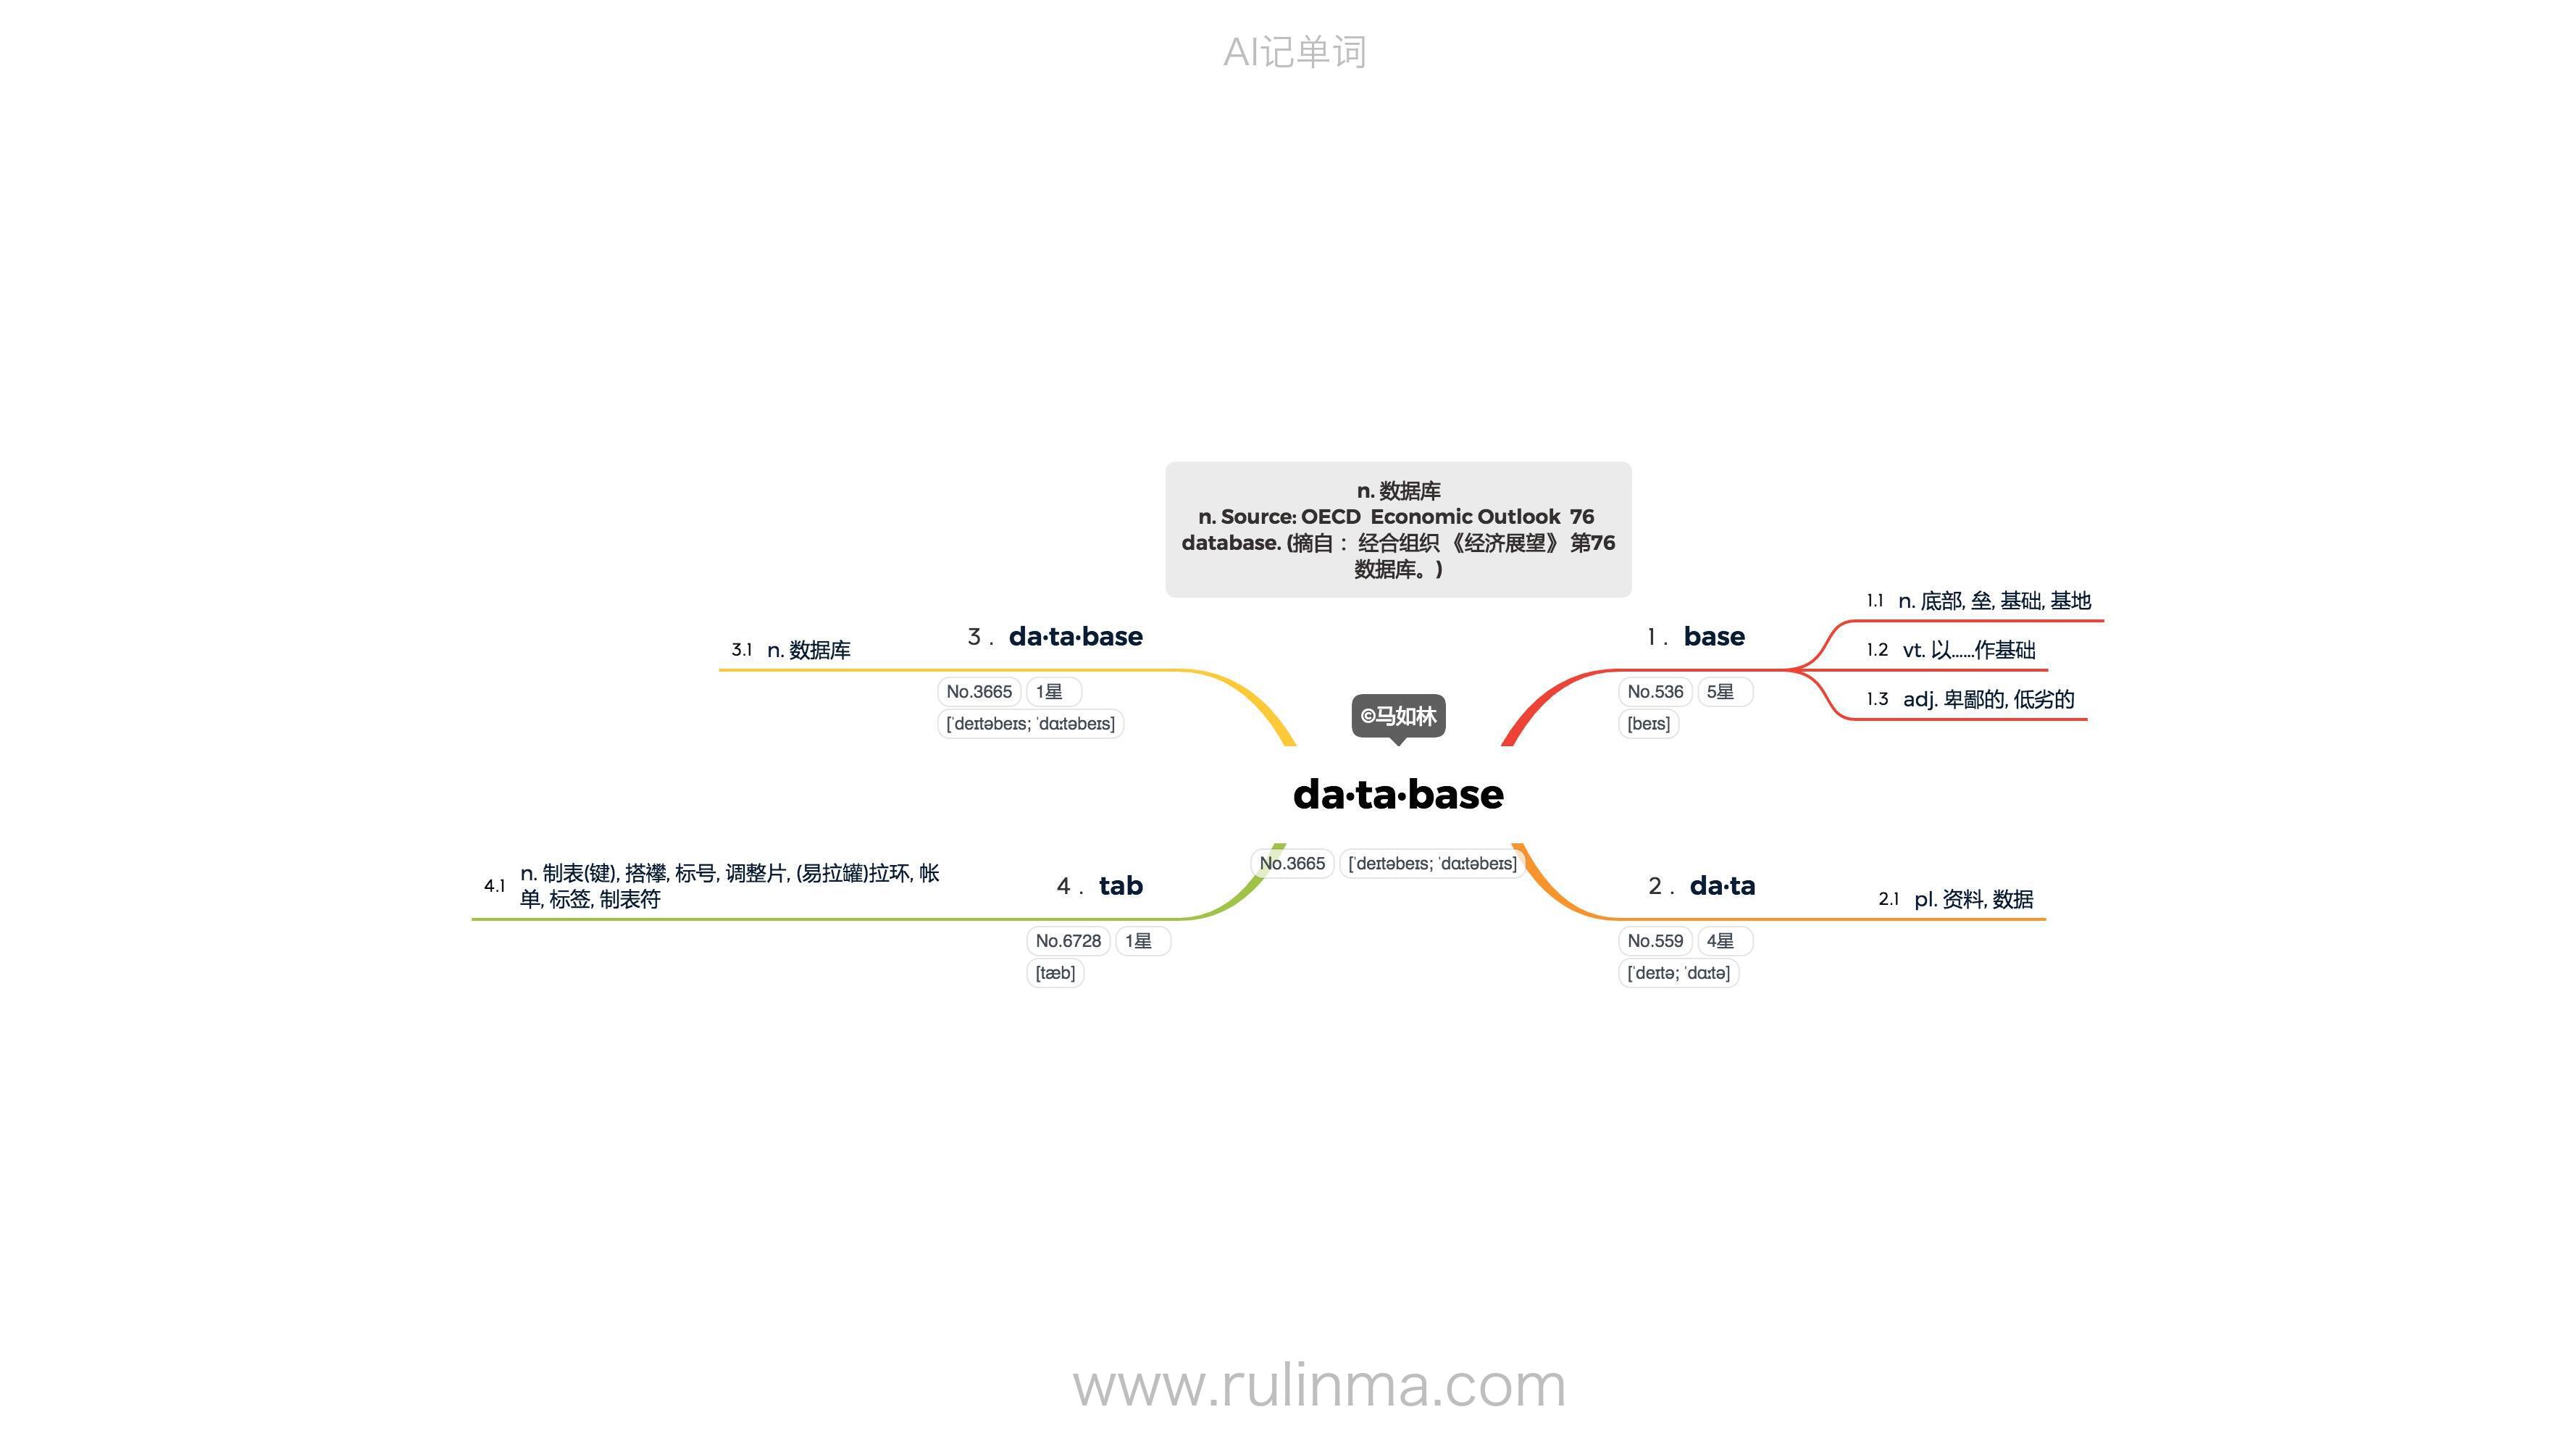 AI记单词
n. 数据库
n. Source: OECD Economic Outlook 76
database. (摘自： 经合组织 《经济展望》 第76
数据库。)
©马如林
da·ta·base
No.3665 [ˈdeɪtəbeɪs; ˈdɑːtəbeɪs]
1. base
No.536 5星
[beɪs]
1.1 n. 底部, 垒, 基础, 基地
1.2 vt. 以……作基础
1.3 adj. 卑鄙的, 低劣的
2. da·ta
No.559 4星
[ˈdeɪtə; ˈdɑːtə]
2.1 pl. 资料, 数据
3. da·ta·base
No.3665 1星
[ˈdeɪtəbeɪs; ˈdɑːtəbeɪs]
3.1 n. 数据库
4. tab
No.6728 1星
[tæb]
4.1 n. 制表(键), 搭襻, 标号, 调整片, (易拉罐)拉环, 帐
单, 标签, 制表符
www.rulinma.com